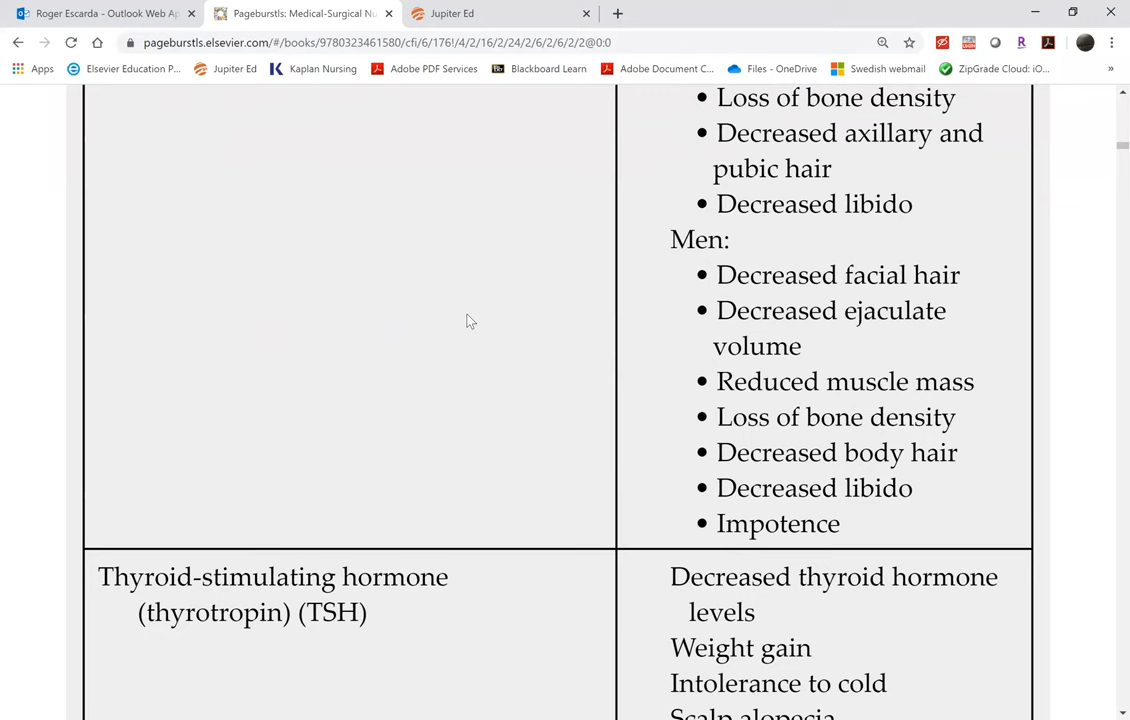 Roger Escarda - Outlook Web Ap
Pageburstls: Medical-Surgical Nu
Jupiter Ed
pageburstls.elsevier.com/#/books/9780323461580/cfi/6/176!/4/2/16/2/24/2/6/2/6/2/2@0:0
Apps
Elsevier Education P...
Jupiter Ed
Kaplan Nursing
Adobe PDF Services
Bb
Blackboard Learn
Adobe Document C...
Files - OneDrive
Swedish webmail
ZipGrade Cloud: iO...
»
• Loss of bone density
• Decreased axillary and
pubic hair
• Decreased libido
Men:
• Decreased facial hair
• Decreased ejaculate
volume
• Reduced muscle mass
• Loss of bone density
• Decreased body hair
• Decreased libido
• Impotence
Thyroid-stimulating hormone
(thyrotropin) (TSH)
Decreased thyroid hormone
levels
Weight gain
Intolerance to cold
Scalp alopecia